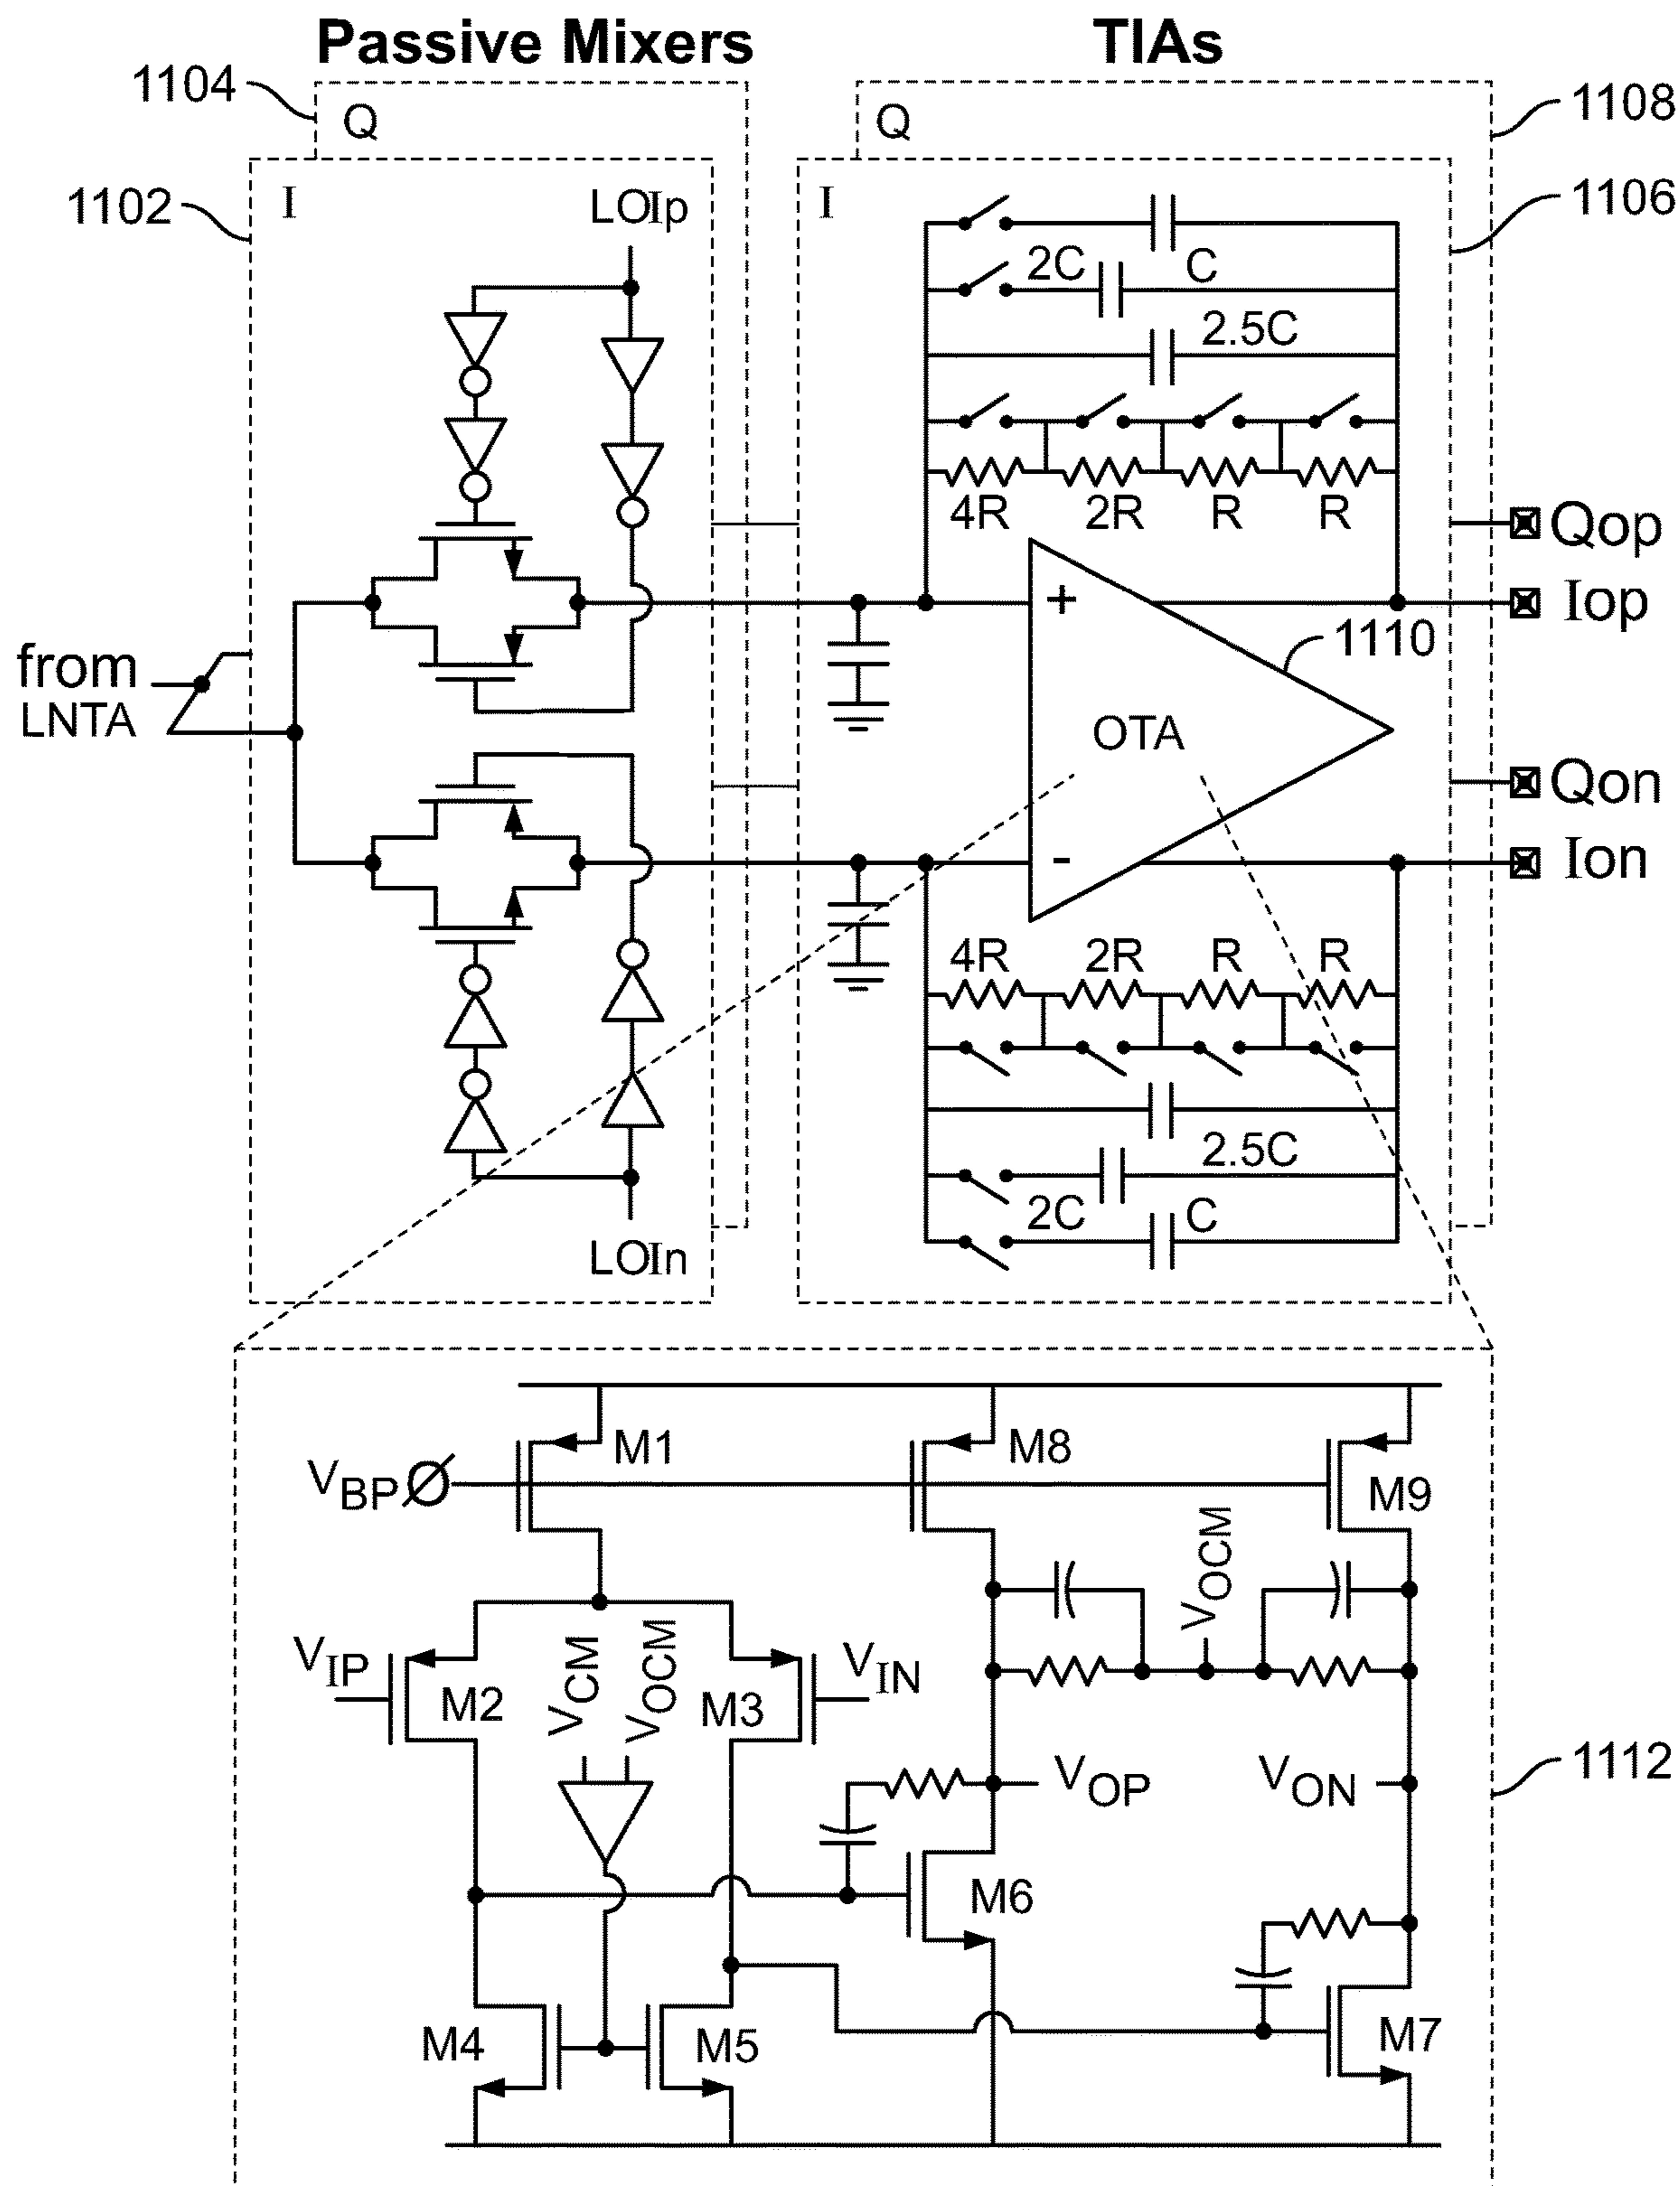 Passive Mixers
TIAs
1104
Q
Q
1108
1102
I
LOIp
I
1106
2C
C
2.5C
4R 2R R R
Qop
+
Iop
1110
from
LNTA
OTA
Qon
-
Ion
4R 2R R R
2.5C
2C
C
LOIn
M1
M8
VBP
M9
VOCM
VIP
VCM
VOCM
VIN
M2
M3
VOP
VON
1112
M6
M4
M5
M7